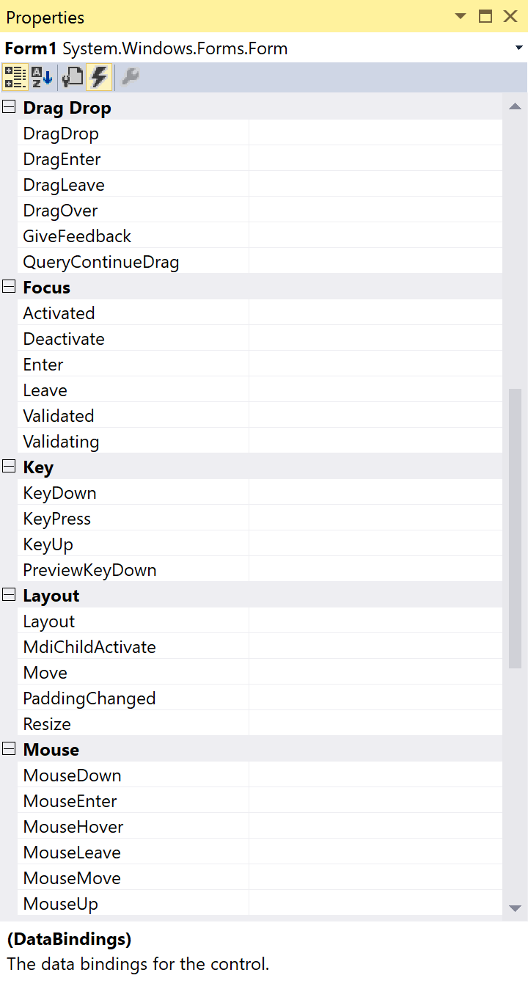 Properties
Form1 System.Windows.Forms.Form
Drag Drop
DragDrop
DragEnter
DragLeave
DragOver
GiveFeedback
QueryContinueDrag
Focus
Activated
Deactivate
Enter
Leave
Validated
Validating
Key
KeyDown
KeyPress
KeyUp
PreviewKeyDown
Layout
Layout
MdiChildActivate
Move
PaddingChanged
Resize
Mouse
MouseDown
MouseEnter
MouseHover
MouseLeave
MouseMove
MouseUp
(DataBindings)
The data bindings for the control.